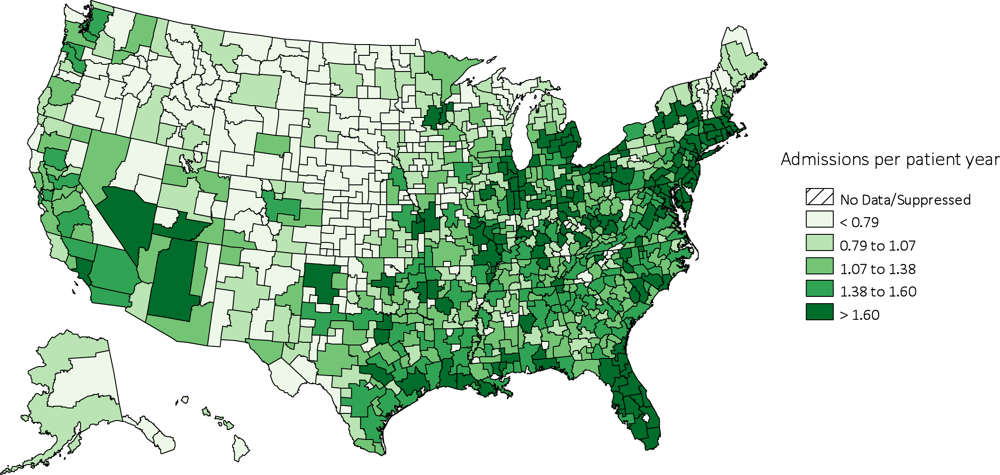 Admissions per patient year
No Data/Suppressed
< 0.79
0.79 to 1.07
1.07 to 1.38
1.38 to 1.60
> 1.60